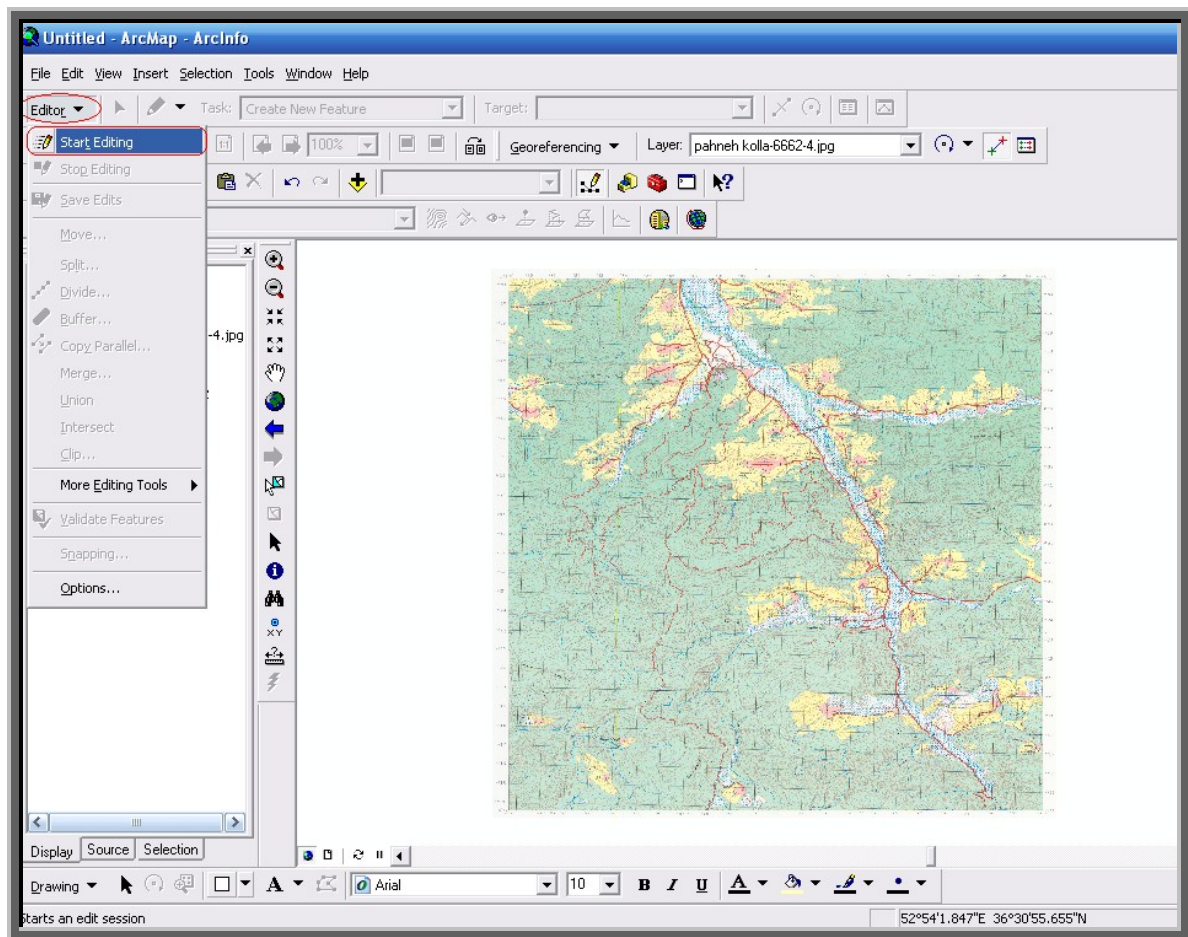 Untitled - ArcMap - ArcInfo
File Edit View Insert Selection Tools Window Help
Editor Task: Create New Feature Target:
Start Editing
1:1 100% Georeferencing Layer: pahneh kolla-6662-4.jpg
Stop Editing
Save Edits
Move...
Split...
Divide...
Buffer...
-4.jpg
Copy Parallel...
Merge...
Union
Intersect
Clip...
More Editing Tools
Validate Features
Snapping...
Options...
XY
Display Source Selection
Drawing A Arial 10 B I U A
Starts an edit session 52°54'1.847"E 36°30'55.655"N